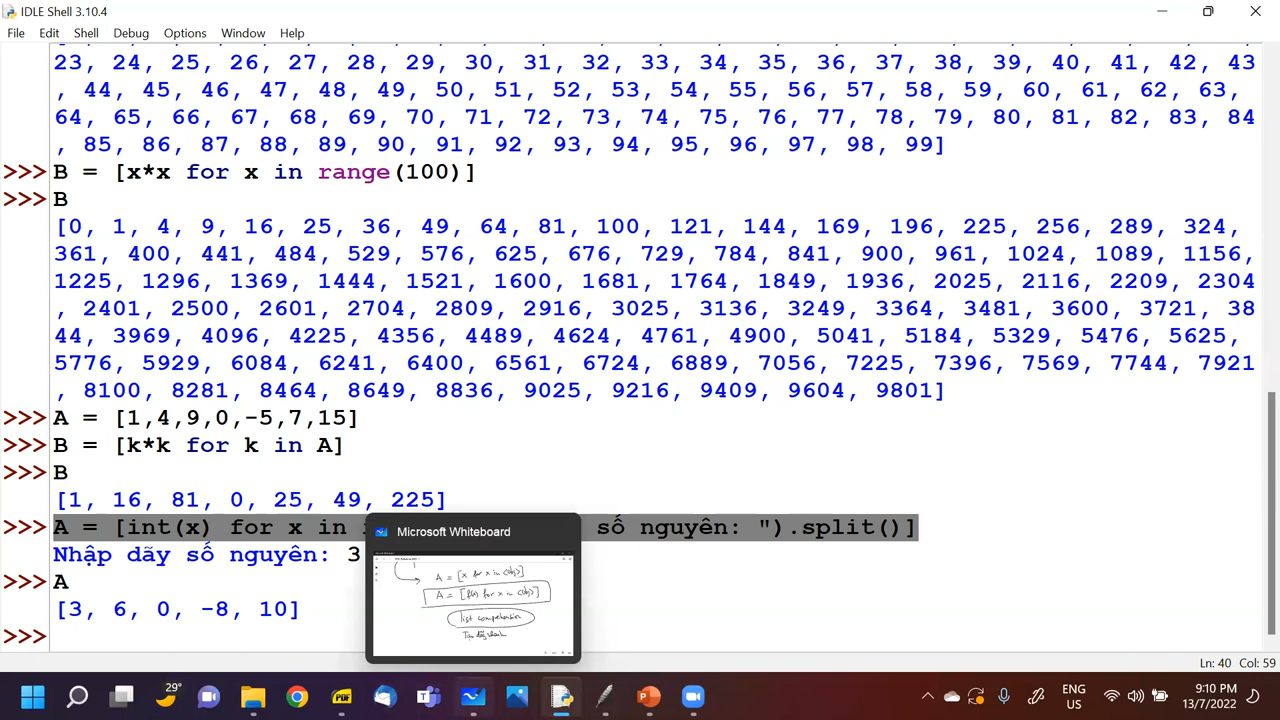 IDLE Shell 3.10.4
File Edit Shell Debug Options Window Help
23, 24, 25, 26, 27, 28, 29, 30, 31, 32, 33, 34, 35, 36, 37, 38, 39, 40, 41, 42, 43
, 44, 45, 46, 47, 48, 49, 50, 51, 52, 53, 54, 55, 56, 57, 58, 59, 60, 61, 62, 63,
64, 65, 66, 67, 68, 69, 70, 71, 72, 73, 74, 75, 76, 77, 78, 79, 80, 81, 82, 83, 84
, 85, 86, 87, 88, 89, 90, 91, 92, 93, 94, 95, 96, 97, 98, 99]
>>> B = [x*x for x in range(100)]
>>> B
[0, 1, 4, 9, 16, 25, 36, 49, 64, 81, 100, 121, 144, 169, 196, 225, 256, 289, 324,
361, 400, 441, 484, 529, 576, 625, 676, 729, 784, 841, 900, 961, 1024, 1089, 1156,
1225, 1296, 1369, 1444, 1521, 1600, 1681, 1764, 1849, 1936, 2025, 2116, 2209, 2304
, 2401, 2500, 2601, 2704, 2809, 2916, 3025, 3136, 3249, 3364, 3481, 3600, 3721, 38
44, 3969, 4096, 4225, 4356, 4489, 4624, 4761, 4900, 5041, 5184, 5329, 5476, 5625,
5776, 5929, 6084, 6241, 6400, 6561, 6724, 6889, 7056, 7225, 7396, 7569, 7744, 7921
, 8100, 8281, 8464, 8649, 8836, 9025, 9216, 9409, 9604, 9801]
>>> A = [1,4,9,0,-5,7,15]
>>> B = [k*k for k in A]
>>> B
[1, 16, 81, 0, 25, 49, 225]
>>> A = [int(x) for x in số nguyên: ").split()]
Microsoft Whiteboard
Nhập dãy số nguyên: 3
A = [x for x in <obj>]
>>> A
A = [f(x) for x in <obj>]
[3, 6, 0, -8, 10]
list comprehension
>>>
Ln: 40 Col: 59
29°
ENG
US
9:10 PM
13/7/2022